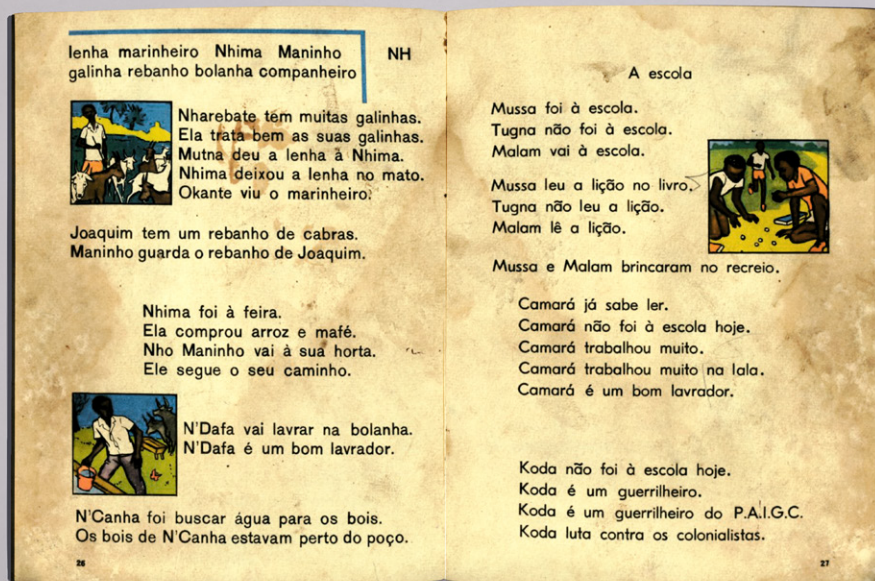 lenha marinheiro Nhima Maninho
galinha rebanho bolanha companheiro
NH
Nharebate tem muitas galinhas.
Ela trata bem as suas galinhas.
Mutna deu a lenha à Nhima.
Nhima deixou a lenha no mato.
Okante viu o marinheiro.
Joaquim tem um rebanho de cabras.
Maninho guarda o rebanho de Joaquim.
Nhima foi à feira.
Ela comprou arroz e mafé.
Nho Maninho vai à sua horta.
Ele segue o seu caminho.
N'Dafa vai lavrar na bolanha.
N'Dafa é um bom lavrador.
N'Canha foi buscar água para os bois.
Os bois de N'Canha estavam perto do poço.
26
A escola
Mussa foi à escola.
Tugna não foi à escola.
Malam vai à escola.
Mussa leu a lição no livro.
Tugna não leu a lição.
Malam lê a lição.
Mussa e Malam brincaram no recreio.
Camará já sabe ler.
Camará não foi à escola hoje.
Camará trabalhou muito.
Camará trabalhou muito na lala.
Camará é um bom lavrador.
Koda não foi à escola hoje.
Koda é um guerrilheiro.
Koda é um guerrilheiro do P.A.I.G.C.
Koda luta contra os colonialistas.
27